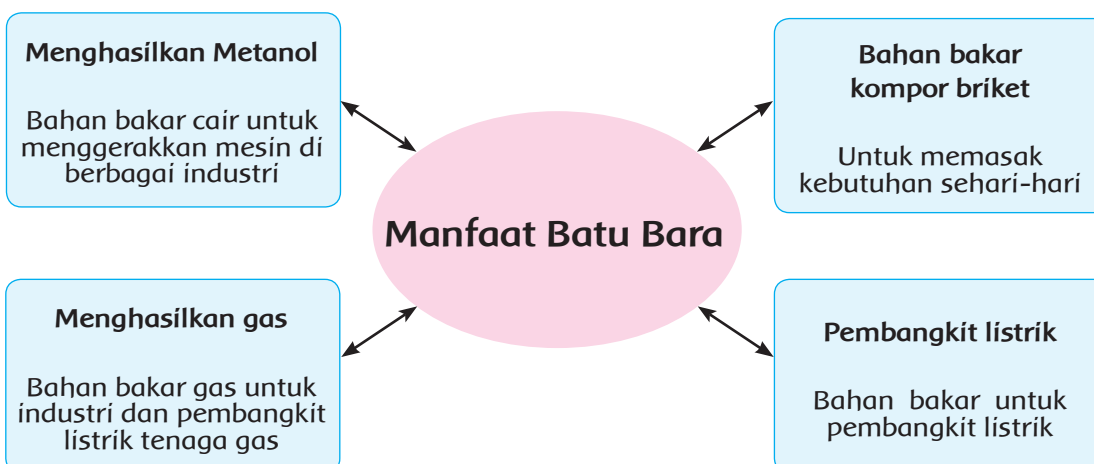 Menghasilkan Metanol
Bahan bakar cair untuk
menggerakkan mesin di
berbagai industri
Bahan bakar
kompor briket
Untuk memasak
kebutuhan sehari-hari
Manfaat Batu Bara
Menghasilkan gas
Bahan bakar gas untuk
industri dan pembangkit
listrik tenaga gas
Pembangkit listrik
Bahan bakar untuk
pembangkit listrik